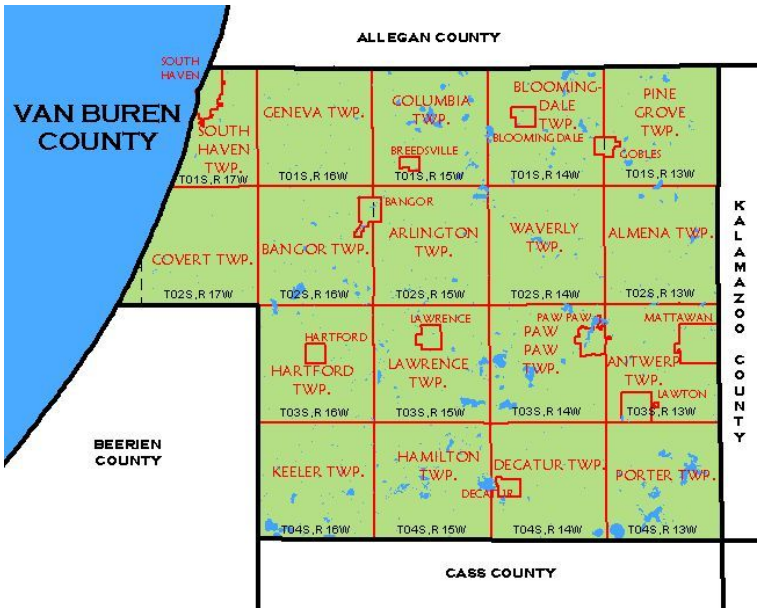 ALLEGAN COUNTY
SOUTH
HAVEN
VAN BUREN
COUNTY
SOUTH
HAVEN
TWP.
T01S,R 17W
GENEVA TWP.
T01S,R 16W
COLUMBIA
TWP.
BREEDSVILLE
T01S,R 15W
BLOOMING-
DALE
TWP.
BLOOMINGDALE
T01S,R 14W
PINE
GROVE
TWP.
GOBLES
T01S,R 13W
COVERT TWP.
T02S,R 17W
BANGOR TWP.
T02S,R 16W
BANGOR
ARLINGTON
TWP.
T02S,R 15W
WAVERLY
TWP.
T02S,R 14W
ALMENA TWP.
T02S,R 13W
HARTFORD
HARTFORD
TWP.
T03S,R 16W
LAWRENCE
LAWRENCE
TWP.
T03S,R 15W
PAW PAW
PAW
PAW
TWP.
T03S,R 14W
MATTAWAN
ANTWERP
TWP.
LAWTON
T03S,R 13W
KEELER TWP.
T04S,R 16W
HAMILTON
TWP.
T04S,R 15W
DECATUR TWP.
DECATUR
T04S,R 14W
PORTER TWP.
T04S,R 13W
KALAMAZOO COUNTY
BEERIEN
COUNTY
CASS COUNTY